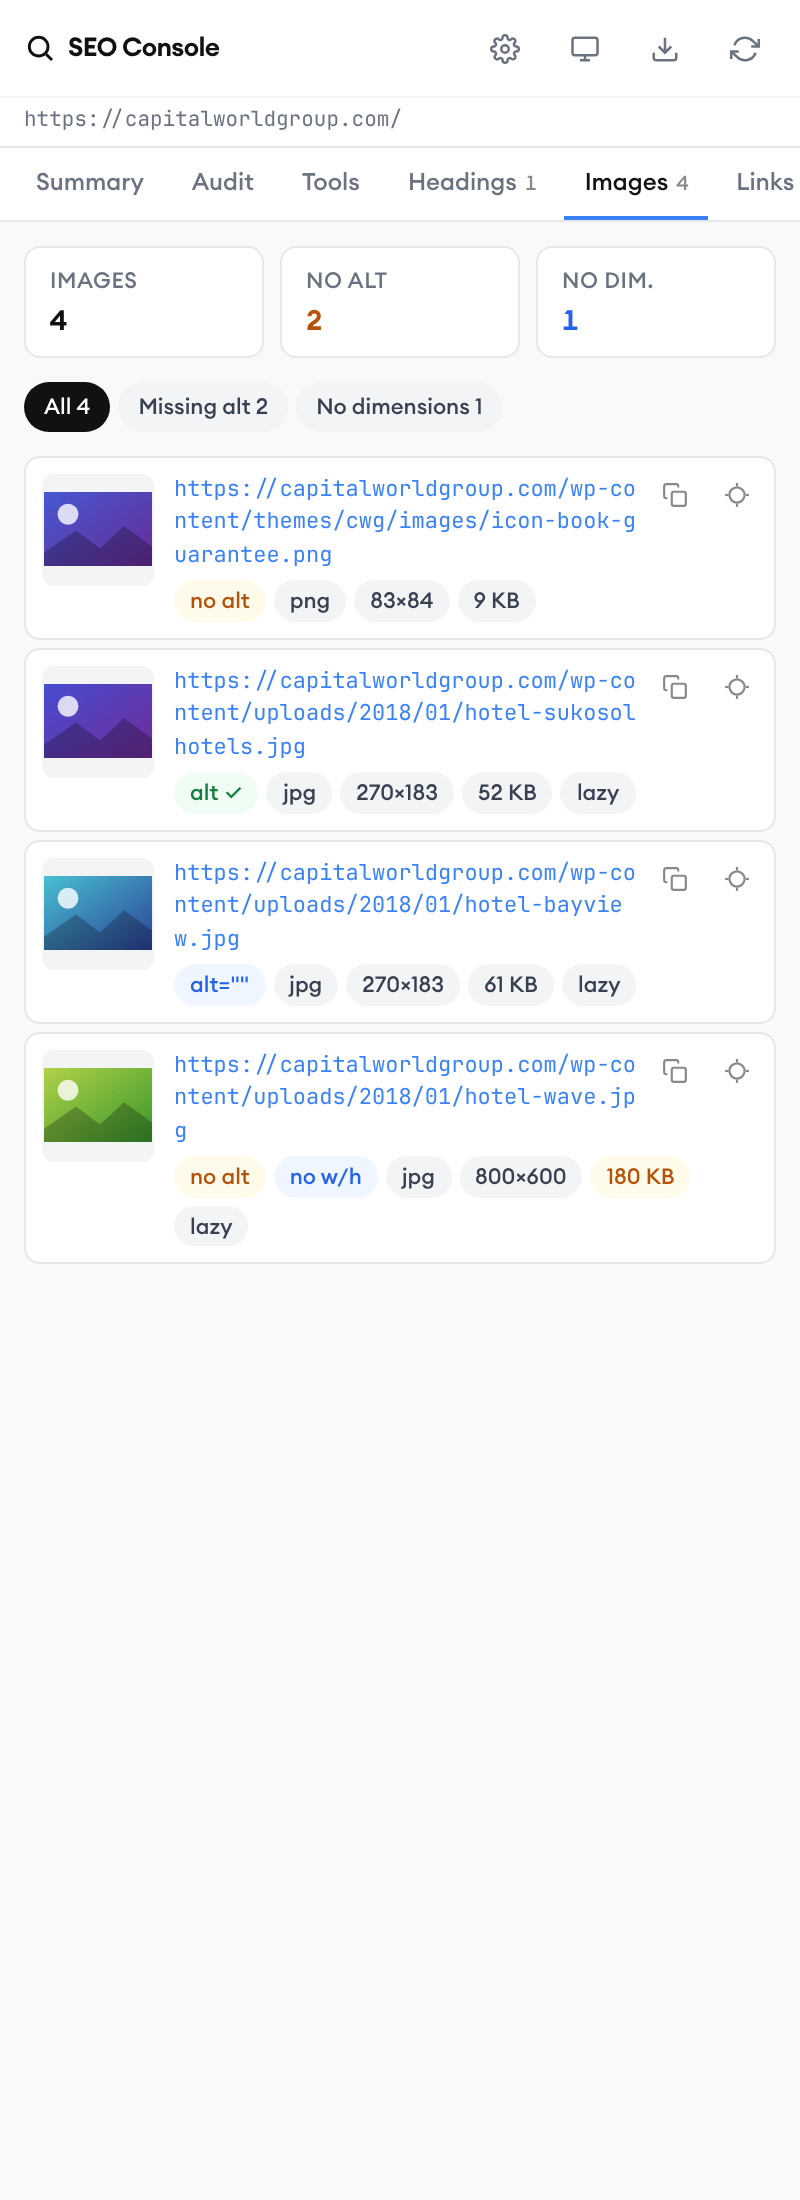 SEO Console
https://capitalworldgroup.com/
Summary Audit Tools Headings 1 Images 4 Links
IMAGES
4
NO ALT
2
NO DIM.
1
All 4 Missing alt 2 No dimensions 1
https://capitalworldgroup.com/wp-co
ntent/themes/cwg/images/icon-book-g
uarantee.png
no alt png 83×84 9 KB
https://capitalworldgroup.com/wp-co
ntent/uploads/2018/01/hotel-sukosol
hotels.jpg
alt ✓ jpg 270×183 52 KB lazy
https://capitalworldgroup.com/wp-co
ntent/uploads/2018/01/hotel-bayvie
w.jpg
alt="" jpg 270×183 61 KB lazy
https://capitalworldgroup.com/wp-co
ntent/uploads/2018/01/hotel-wave.jp
g
no alt no w/h jpg 800×600 180 KB
lazy